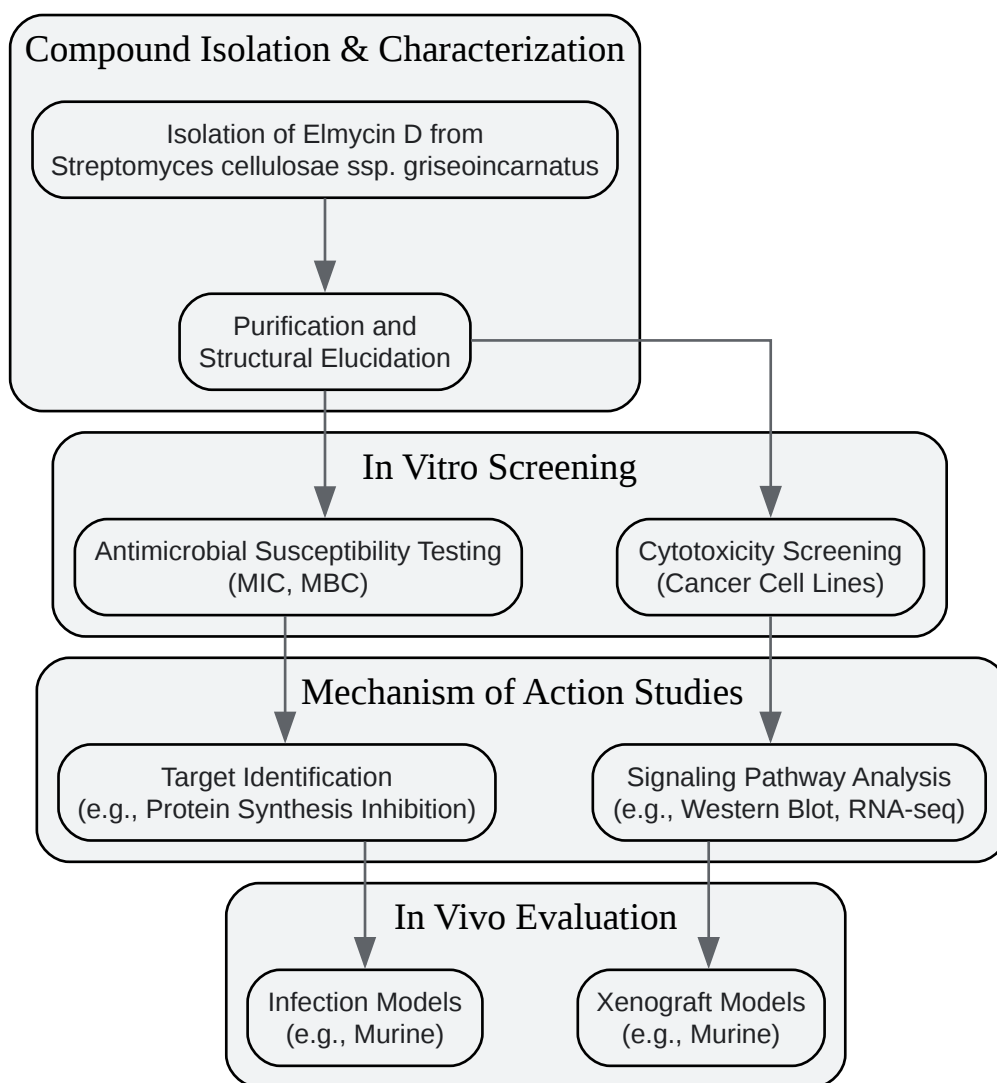 Compound Isolation & Characterization
Isolation of Elmycin D from
Streptomyces cellulosae ssp. griseoincarnatus
Purification and
Structural Elucidation
In Vitro Screening
Antimicrobial Susceptibility Testing
(MIC, MBC)
Cytotoxicity Screening
(Cancer Cell Lines)
Mechanism of Action Studies
Target Identification
(e.g., Protein Synthesis Inhibition)
Signaling Pathway Analysis
(e.g., Western Blot, RNA-seq)
In Vivo Evaluation
Infection Models
(e.g., Murine)
Xenograft Models
(e.g., Murine)